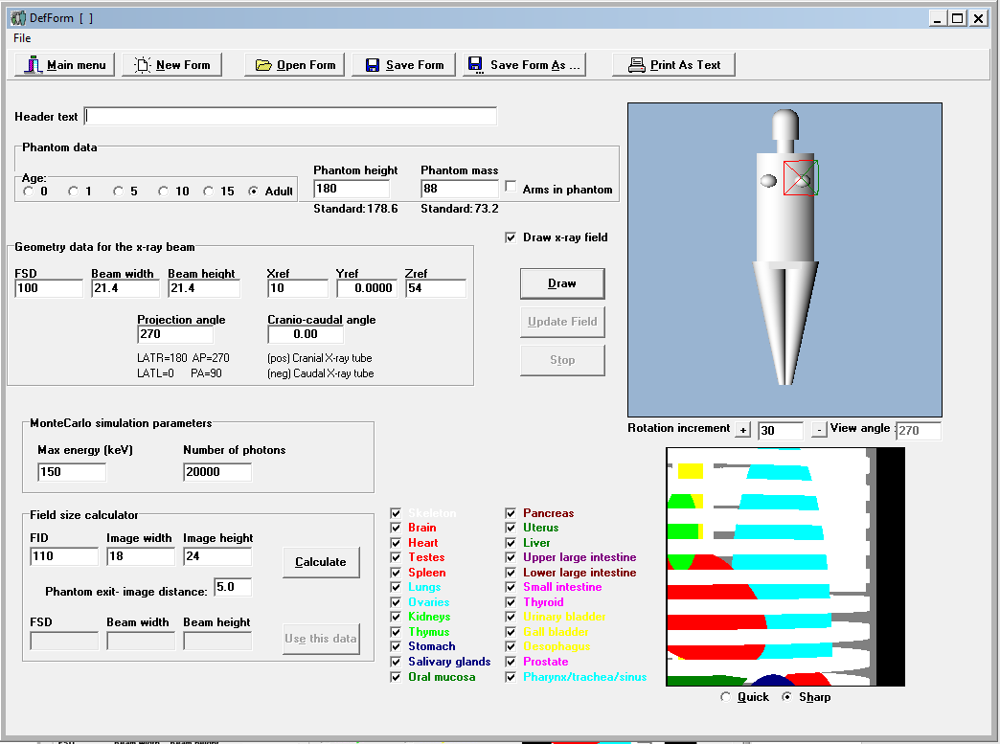 DefForm [ ]
File
Main menu New Form Open Form Save Form Save Form As ... Print As Text
Header text
Phantom data
Phantom height Phantom mass
Age:
0 1 5 10 15 Adult 180 88 Arms in phantom
Standard: 178.6 Standard: 73.2
Draw x-ray field
Geometry data for the x-ray beam
FSD Beam width Beam height Xref Yref Zref
100 21.4 21.4 10 0.0000 54
Draw
Projection angle Cranio-caudal angle
270 0.00
Update Field
LATR=180 AP=270 (pos) Cranial X-ray tube
LATL=0 PA=90 (neg) Caudal X-ray tube
Stop
Rotation increment + 30 - View angle : 270
MonteCarlo simulation parameters
Max energy (keV) Number of photons
150 20000
Field size calculator
FID Image width Image height
110 18 24
Calculate
Phantom exit- image distance: 5.0
FSD Beam width Beam height
Use this data
Skeleton Pancreas
Brain Uterus
Heart Liver
Testes Upper large intestine
Spleen Lower large intestine
Lungs Small intestine
Ovaries Thyroid
Kidneys Urinary bladder
Thymus Gall bladder
Stomach Oesophagus
Salivary glands Prostate
Oral mucosa Pharynx/trachea/sinus
Quick Sharp